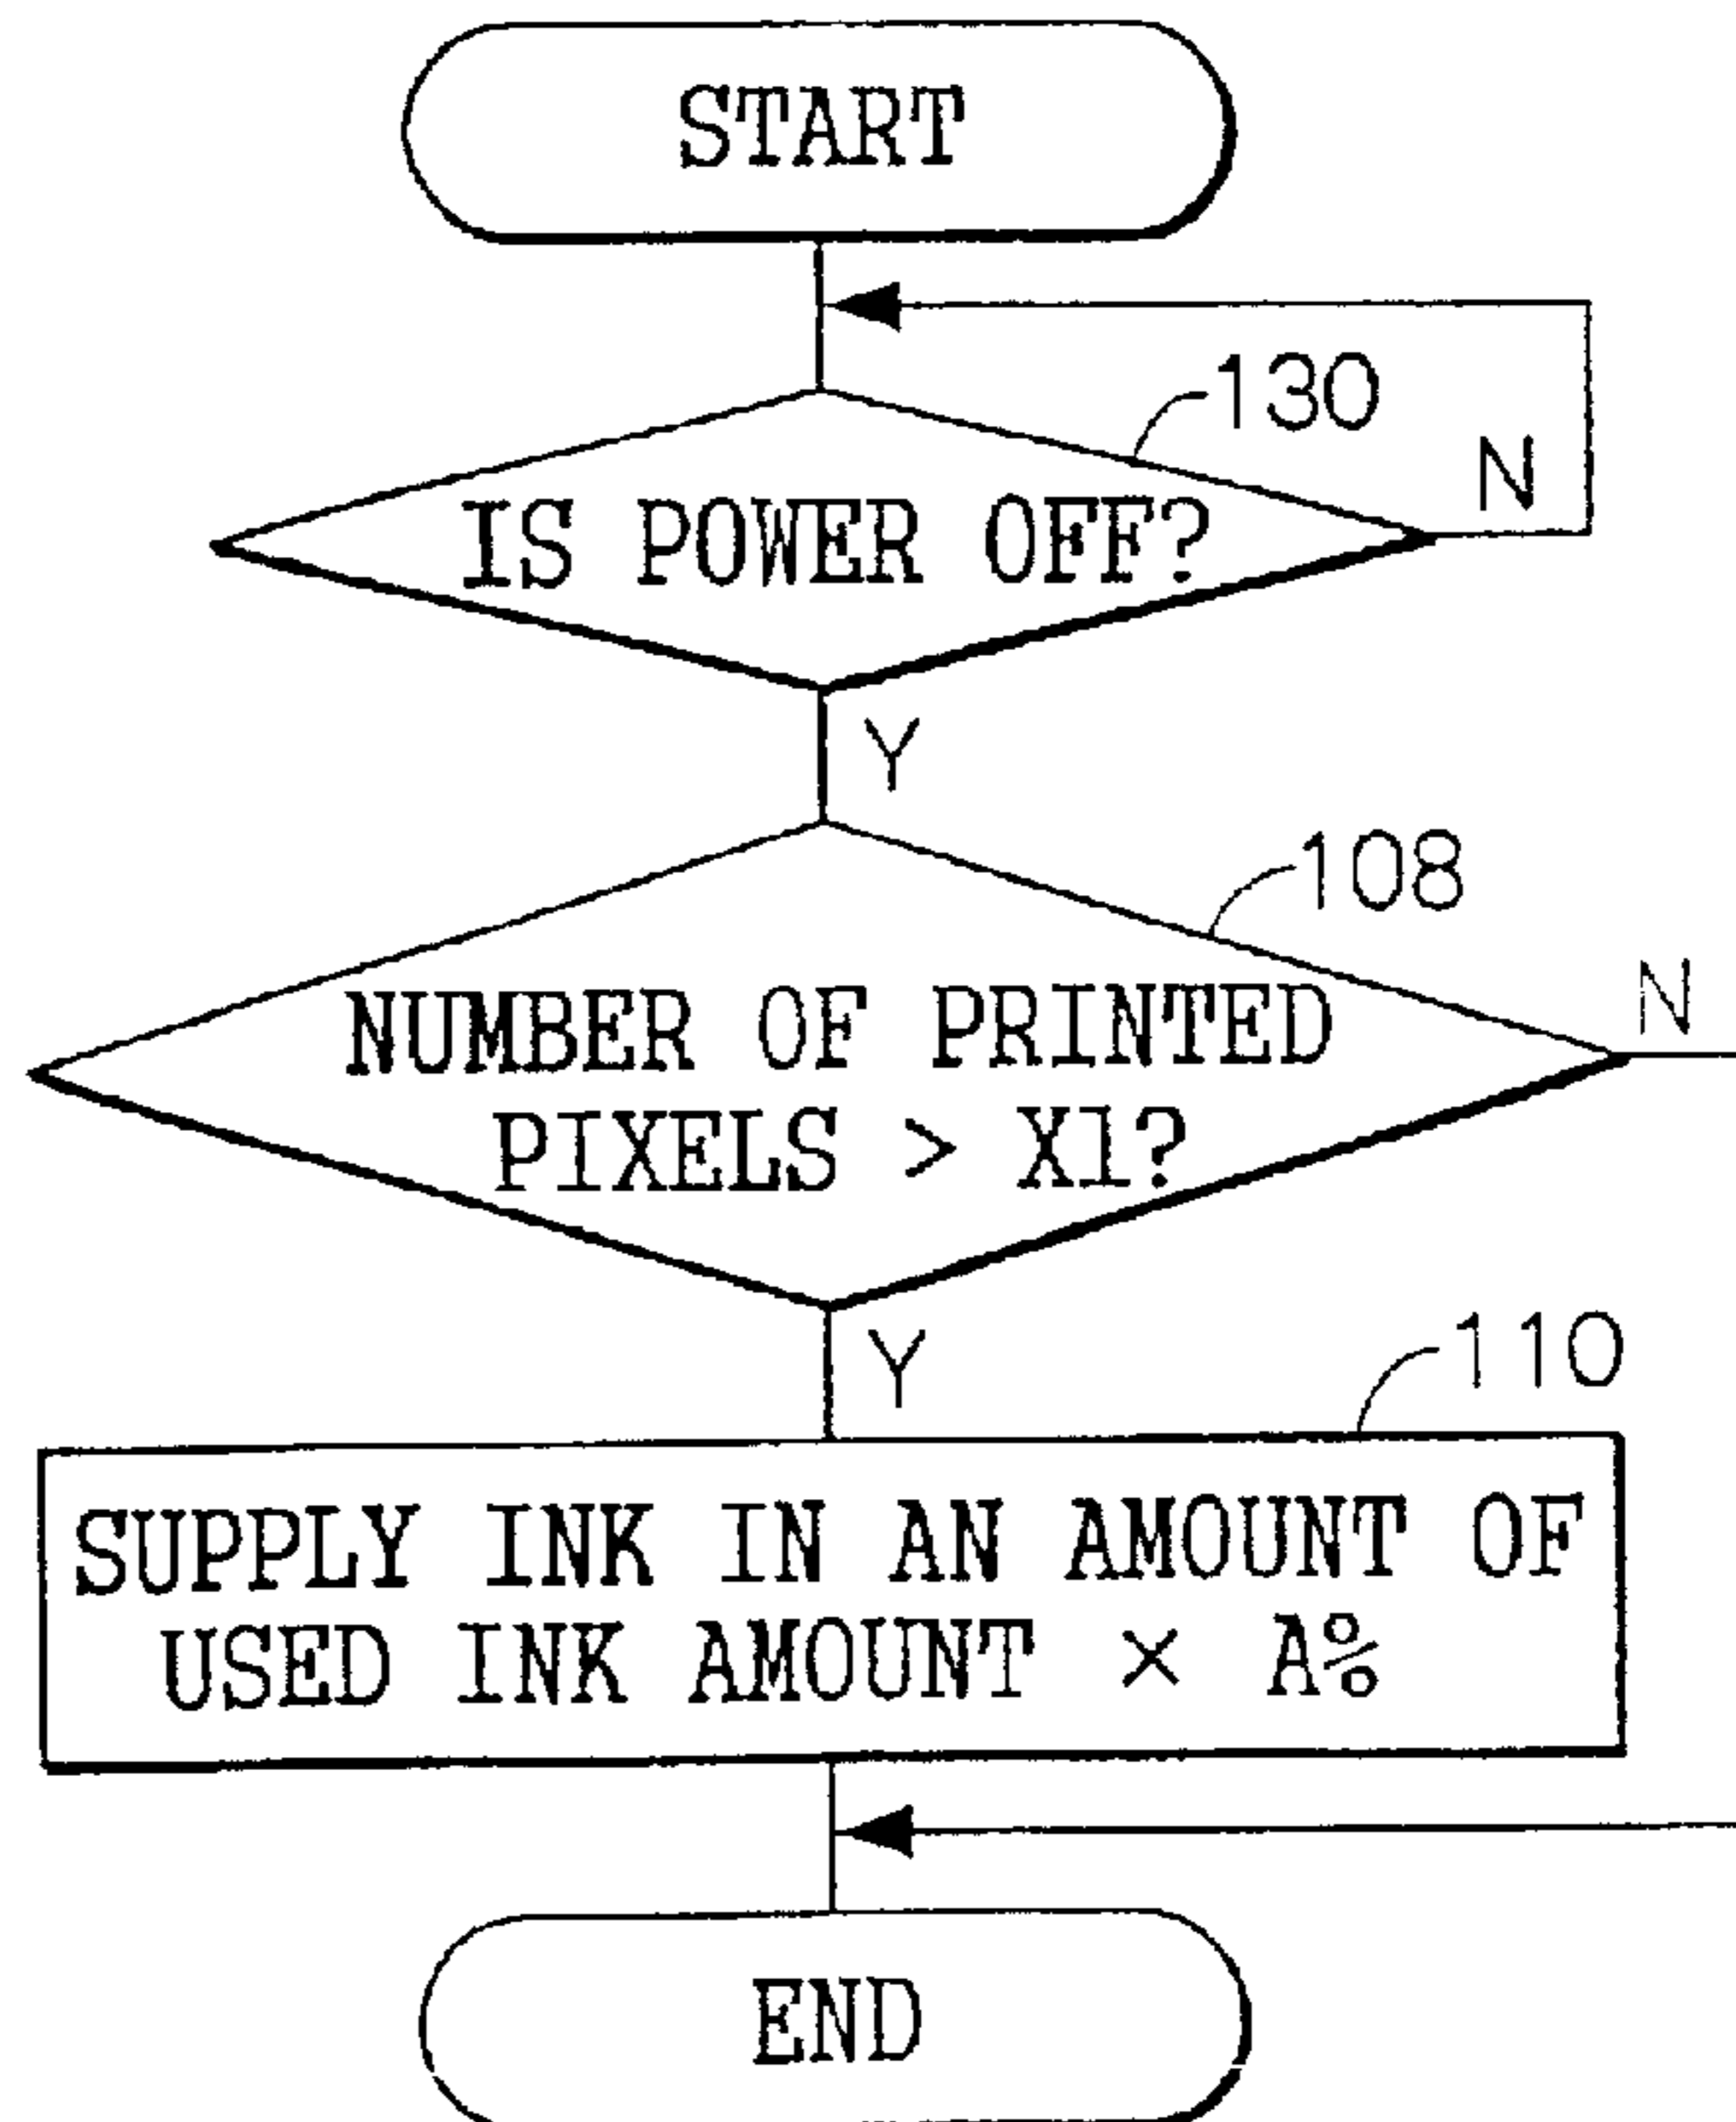 START
130
N
IS POWER OFF?
Y
108
N
NUMBER OF PRINTED
PIXELS > X1?
Y
110
SUPPLY INK IN AN AMOUNT OF
USED INK AMOUNT × A%
END